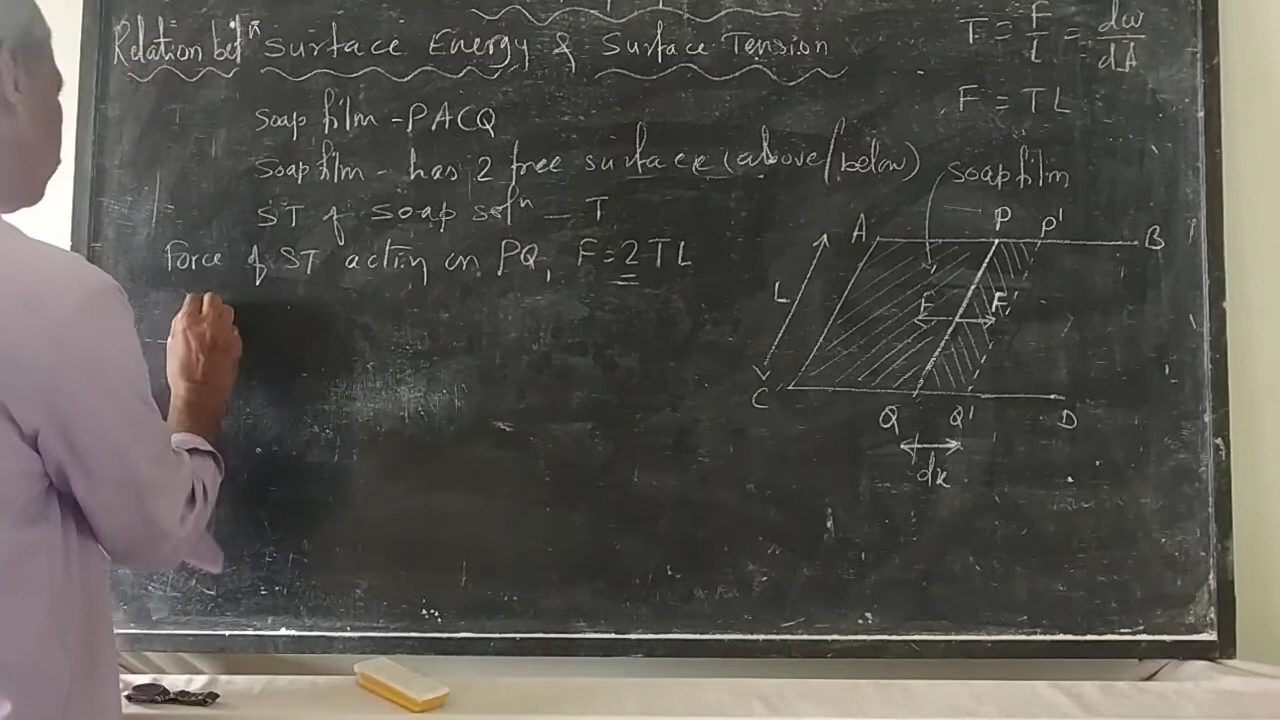 Relation betⁿ Surface Energy & Surface Tension
T = F/L = dw/dA
F = TL
Soap film - PACQ
Soap film - has 2 free surface (above/below)
soap film
ST of soap solⁿ - T
Force of ST acting on PQ, F = 2TL
A P P' B
L
F F'
C Q Q' D
dx